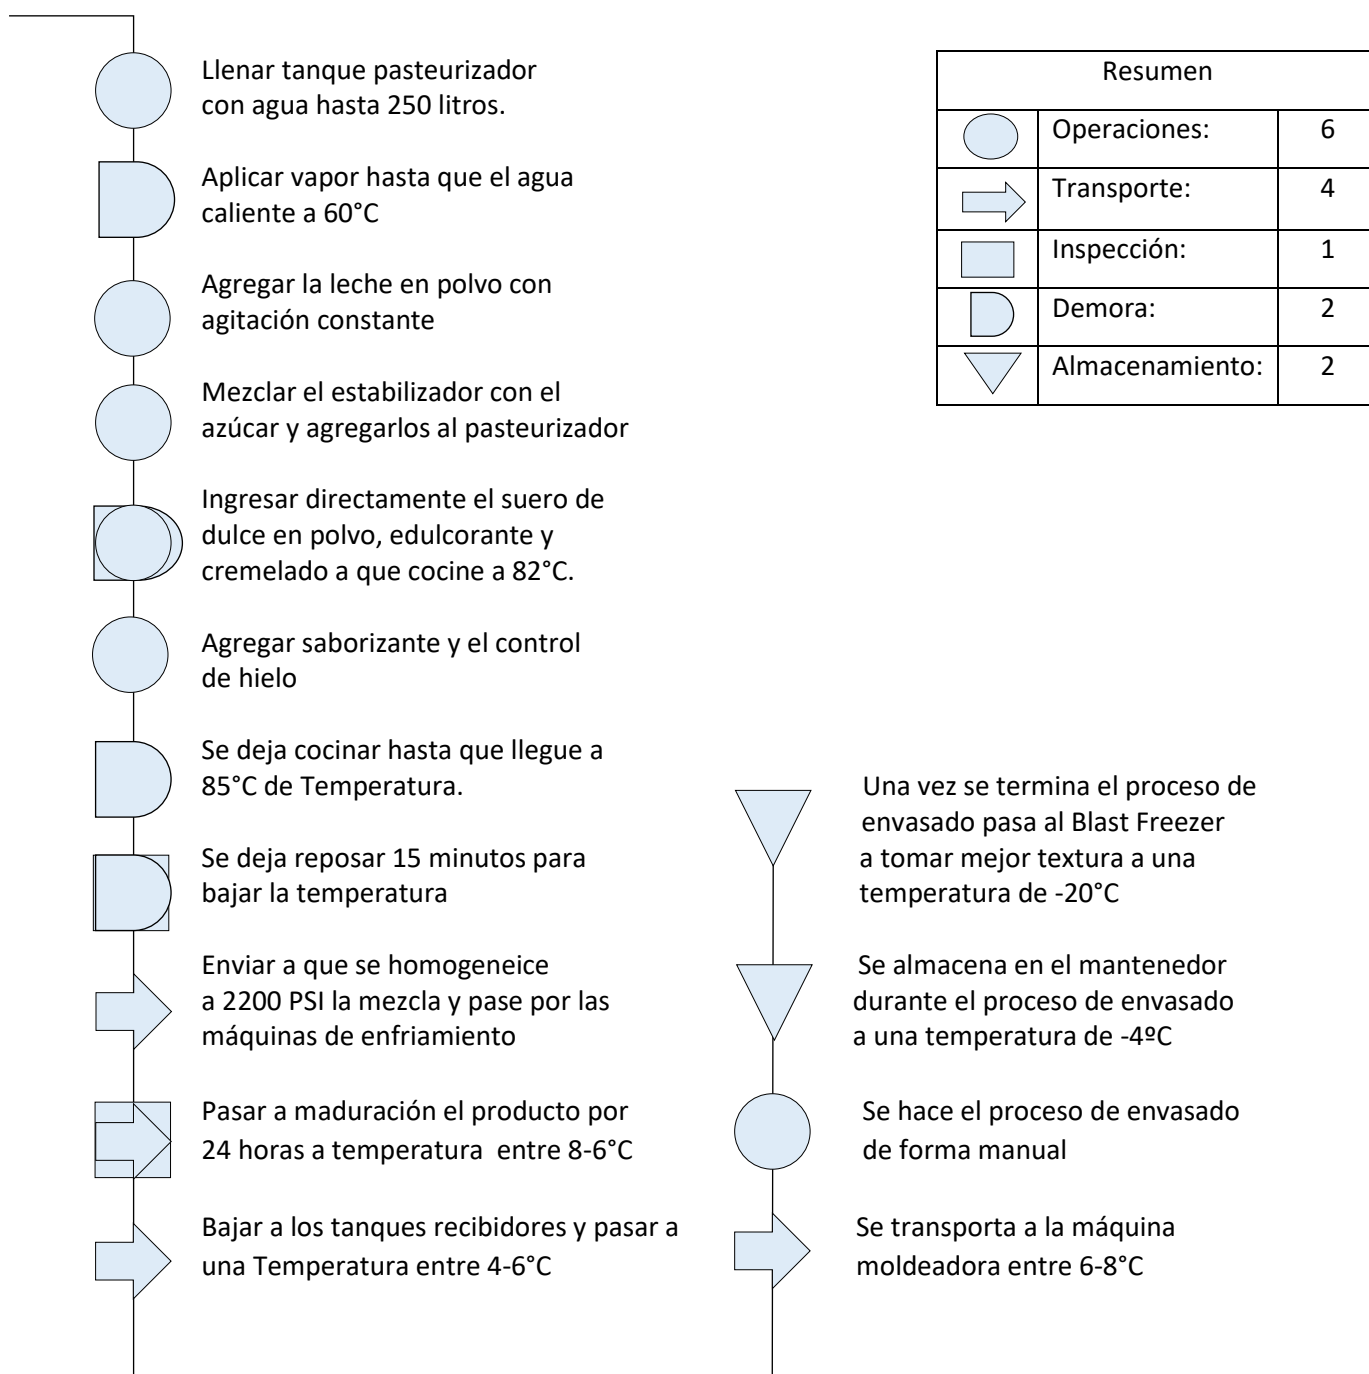 Llenar tanque pasteurizador
con agua hasta 250 litros.
Aplicar vapor hasta que el agua
caliente a 60°C
Agregar la leche en polvo con
agitación constante
Mezclar el estabilizador con el
azúcar y agregarlos al pasteurizador
Ingresar directamente el suero de
dulce en polvo, edulcorante y
cremelado a que cocine a 82°C.
Agregar saborizante y el control
de hielo
Se deja cocinar hasta que llegue a
85°C de Temperatura.
Se deja reposar 15 minutos para
bajar la temperatura
Enviar a que se homogeneice
a 2200 PSI la mezcla y pase por las
máquinas de enfriamiento
Pasar a maduración el producto por
24 horas a temperatura entre 8-6°C
Bajar a los tanques recibidores y pasar a
una Temperatura entre 4-6°C
Resumen
Operaciones: 6
Transporte: 4
Inspección: 1
Demora: 2
Almacenamiento: 2
Una vez se termina el proceso de
envasado pasa al Blast Freezer
a tomar mejor textura a una
temperatura de -20°C
Se almacena en el mantenedor
durante el proceso de envasado
a una temperatura de -4ºC
Se hace el proceso de envasado
de forma manual
Se transporta a la máquina
moldeadora entre 6-8°C